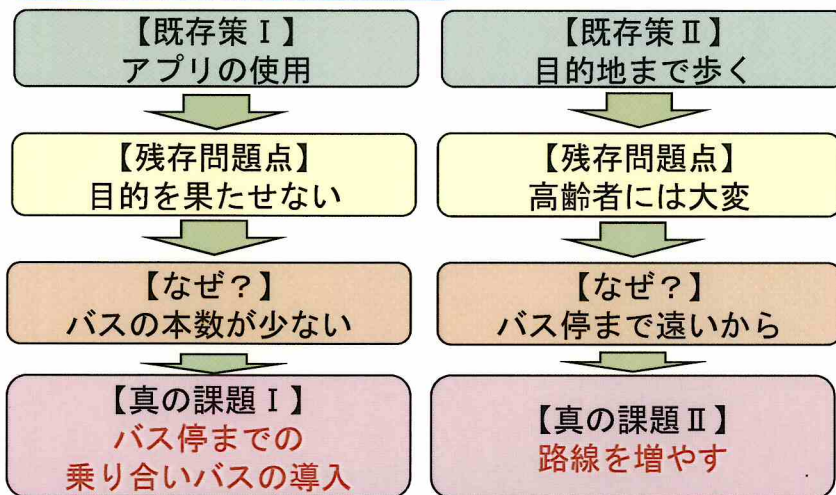 【既存策Ⅰ】
アプリの使用
【残存問題点】
目的を果たせない
【なぜ？】
バスの本数が少ない
【真の課題Ⅰ】
バス停までの
乗り合いバスの導入
【既存策Ⅱ】
目的地まで歩く
【残存問題点】
高齢者には大変
【なぜ？】
バス停まで遠いから
【真の課題Ⅱ】
路線を増やす